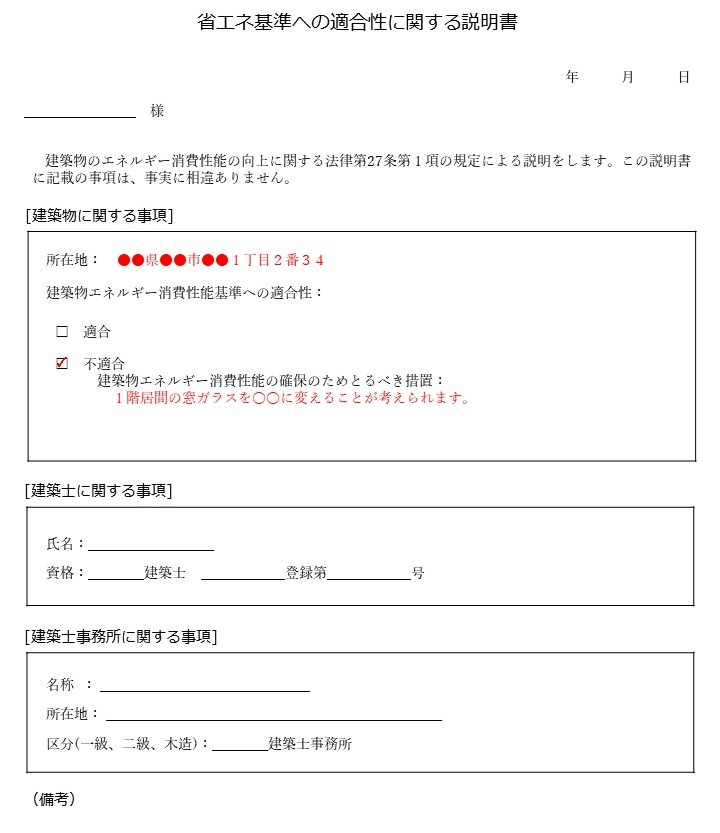 省エネ基準への適合性に関する説明書
年　月　日
＿＿＿＿＿＿＿＿ 様
建築物のエネルギー消費性能の向上に関する法律第27条第１項の規定による説明をします。この説明書
に記載の事項は、事実に相違ありません。
[建築物に関する事項]
所在地： ●●県●●市●●１丁目２番３４
建築物エネルギー消費性能基準への適合性：
□ 適合
☑ 不適合
建築物エネルギー消費性能の確保のためとるべき措置：
１階居間の窓ガラスを〇〇に変えることが考えられます。
[建築士に関する事項]
氏名：＿＿＿＿＿＿＿＿＿
資格：＿＿＿＿建築士 ＿＿＿＿＿＿登録第＿＿＿＿＿＿号
[建築士事務所に関する事項]
名称 ：＿＿＿＿＿＿＿＿＿＿＿＿＿＿＿
所在地：＿＿＿＿＿＿＿＿＿＿＿＿＿＿＿＿＿＿＿＿＿＿＿＿
区分(一級、二級、木造)：＿＿＿＿建築士事務所
（備考）